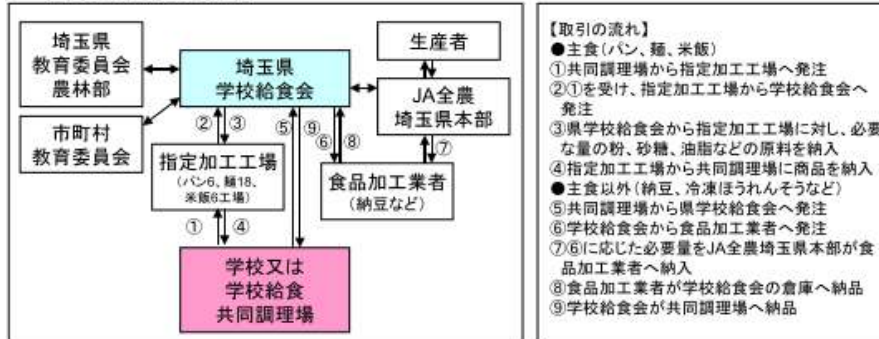 埼玉県
教育委員会
農林部
市町村
教育委員会
埼玉県
学校給食会
生産者
JA全農
埼玉県本部
②
③
⑤
⑨
⑥
⑧
⑦
指定加工工場
(パン6、麺18、
米飯6工場)
食品加工業者
(納豆など)
①
④
学校又は
学校給食
共同調理場
【取引の流れ】
●主食(パン、麺、米飯)
①共同調理場から指定加工工場へ発注
②①を受け、指定加工工場から学校給食会へ
発注
③県学校給食会から指定加工工場に対し、必要
な量の粉、砂糖、油脂などの原料を納入
④指定加工工場から共同調理場に商品を納入
●主食以外(納豆、冷凍ほうれんそうなど)
⑤共同調理場から県学校給食会へ発注
⑥学校給食会から食品加工業者へ発注
⑦⑥に応じた必要量をJA全農埼玉県本部が食
品加工業者へ納入
⑧食品加工業者が学校給食会の倉庫へ納品
⑨学校給食会が共同調理場へ納品